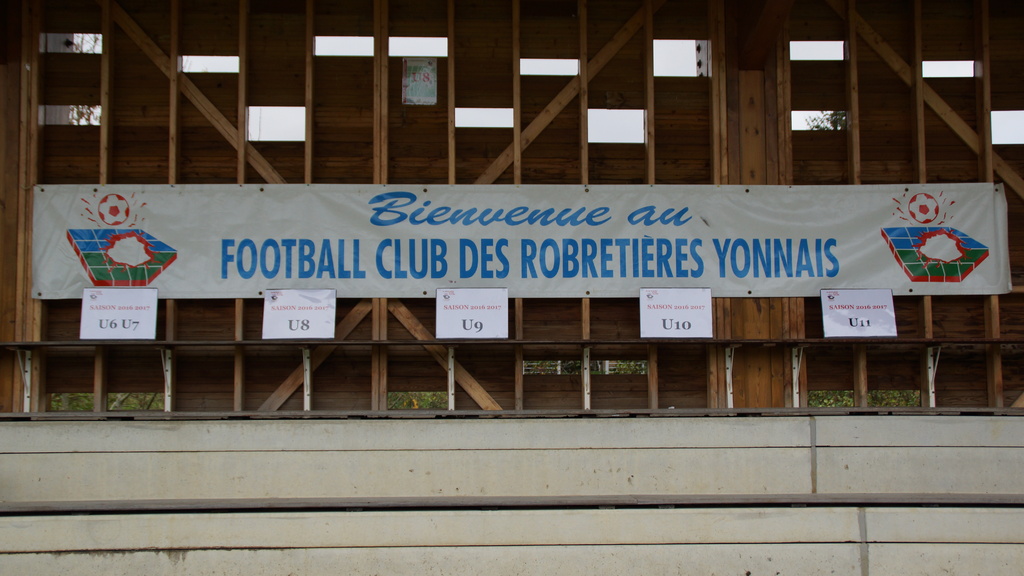 Bienvenue au
FOOTBALL CLUB DES ROBRETIÈRES YONNAIS
SAISON 2016 2017
U6 U7
SAISON 2016 2017
U8
SAISON 2016 2017
U9
SAISON 2016 2017
U10
SAISON 2016 2017
U11